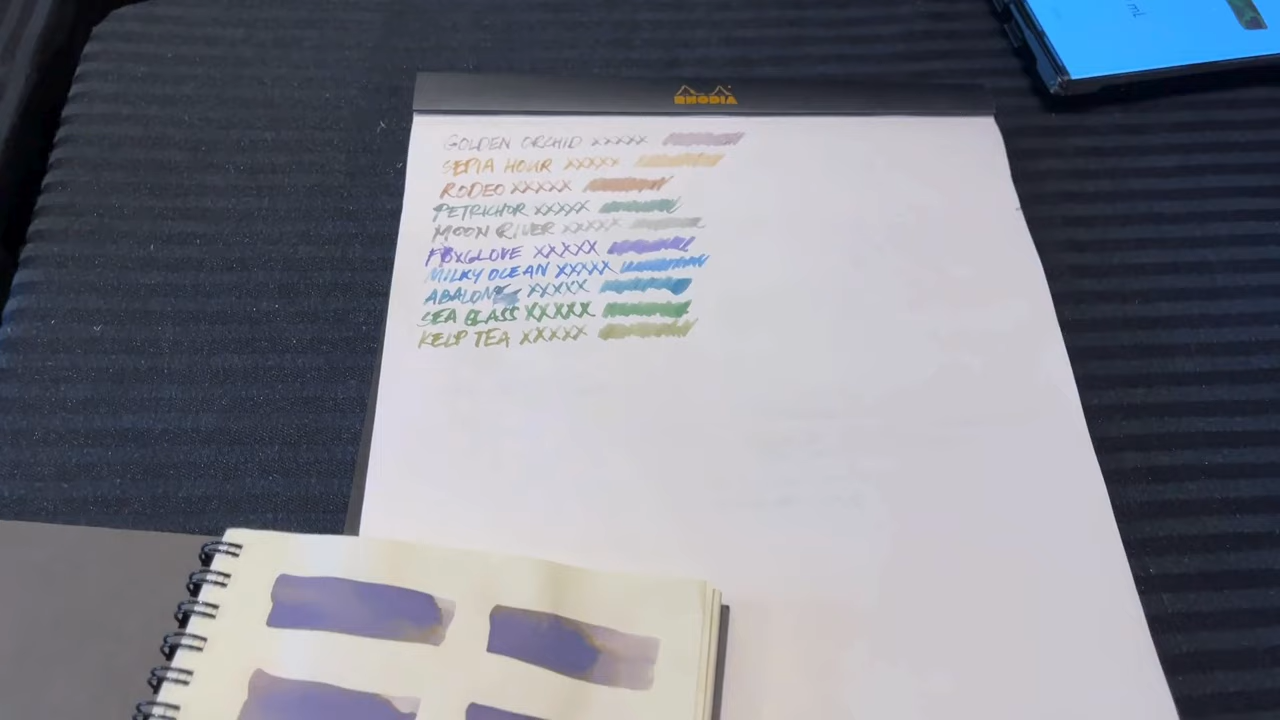 mL
RHODIA
GOLDEN ORCHID XXXXX
SEPIA HOUR XXXXX
RODEO XXXXX
PETRICHOR XXXXX
MOON RIVER XXXXX
FOXGLOVE XXXXX
MILKY OCEAN XXXXX
ABALONE XXXXX
SEA GLASS XXXXX
KELP TEA XXXXX